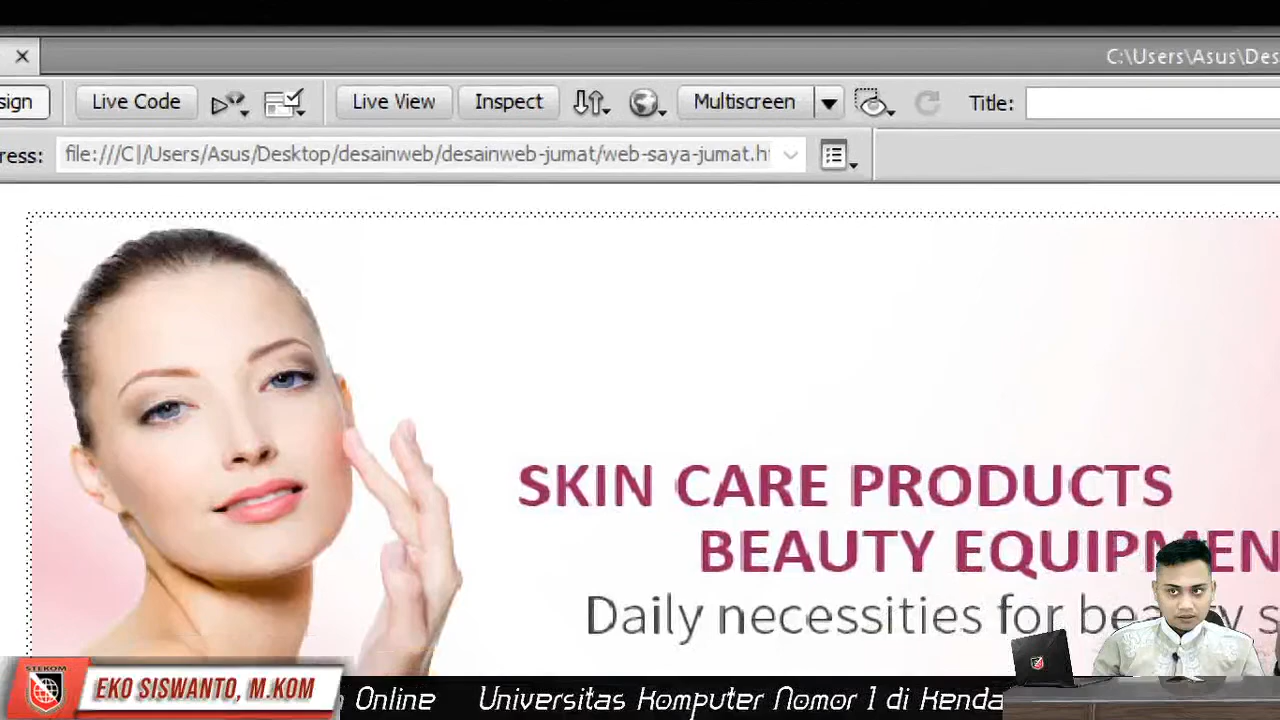 C:\Users\Asus\Des
sign Live Code Live View Inspect Multiscreen Title:
ress: file:///C|/Users/Asus/Desktop/desainweb/desainweb-jumat/web-saya-jumat.ht
SKIN CARE PRODUCTS
BEAUTY EQUIPMEN
Daily necessities for beauty s
STEKOM
EKO SISWANTO, M.KOM
n Online Universitas Komputer Nomor 1 di Kenda